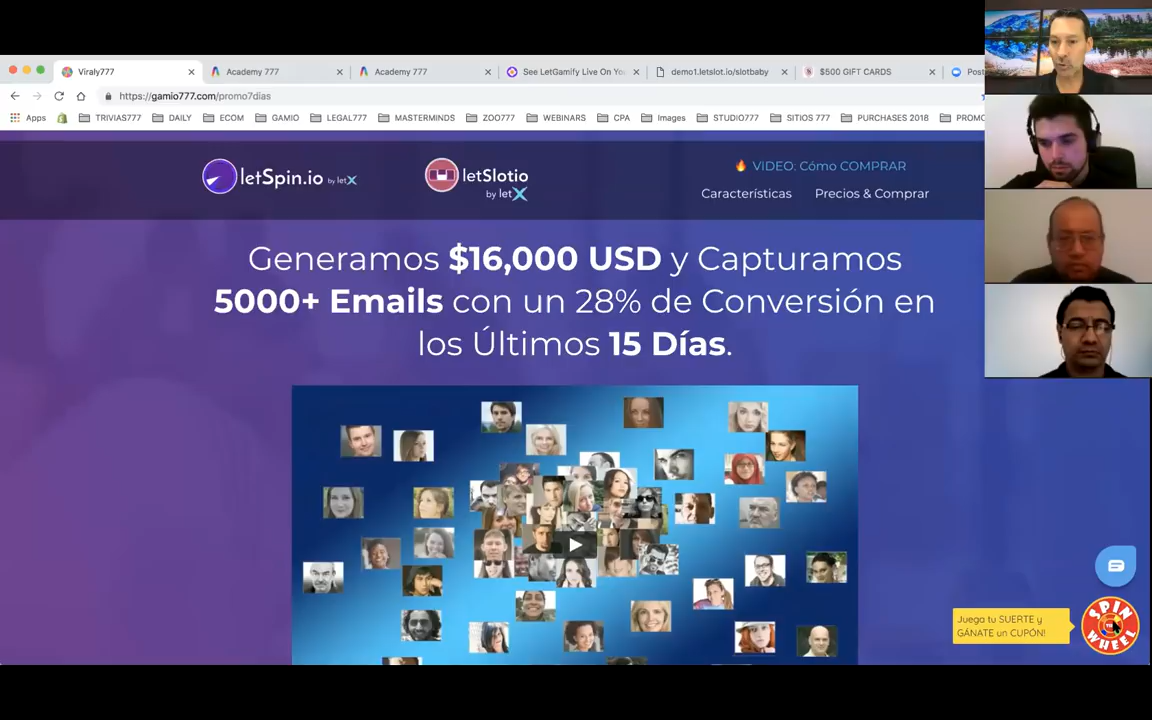 Viraly777
Academy 777
Academy 777
See LetGamify Live On You
demo1.letslot.io/slotbaby
$500 GIFT CARDS
Post
https://gamio777.com/promo7dias
Apps
TRIVIAS777
DAILY
ECOM
GAMIO
LEGAL777
MASTERMINDS
ZOO777
WEBINARS
CPA
Images
STUDIO777
SITIOS 777
PURCHASES 2018
PROMO
letSpin.io by letX
letSlotio
by letX
VIDEO: Cómo COMPRAR
Características
Precios & Comprar
Generamos $16,000 USD y Capturamos
5000+ Emails con un 28% de Conversión en
los Últimos 15 Días.
Juega tu SUERTE y
GÁNATE un CUPÓN!
SPIN
WHEEL